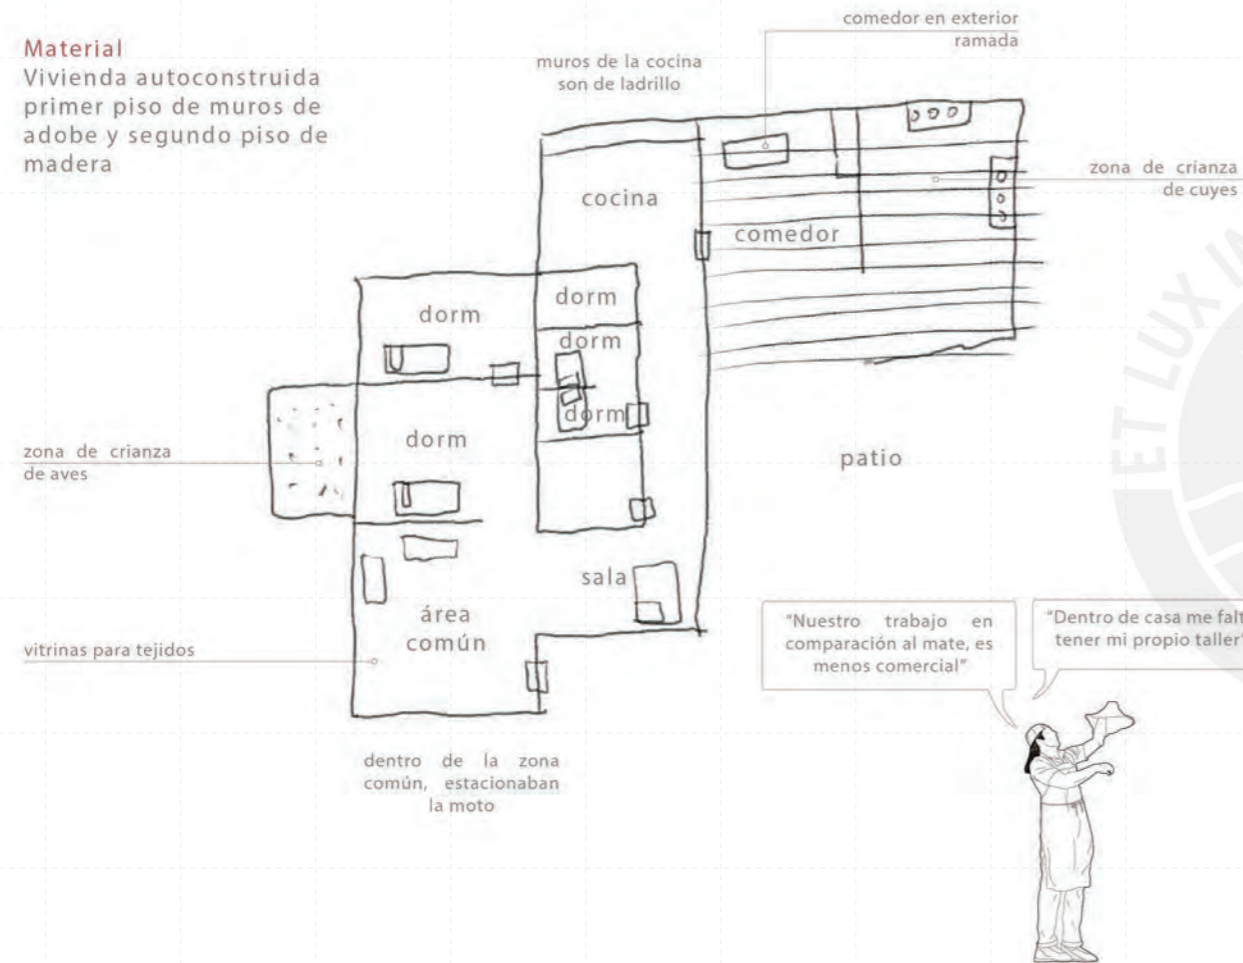 Material
Vivienda autoconstruida
primer piso de muros de
adobe y segundo piso de
madera
comedor en exterior
ramada
muros de la cocina
son de ladrillo
zona de crianza
de cuyes
cocina
comedor
dorm
dorm
dorm
dorm
dorm
zona de crianza
de aves
patio
sala
área
común
vitrinas para tejidos
"Nuestro trabajo en
comparación al mate, es
menos comercial"
"Dentro de casa me falt
tener mi propio taller"
dentro de la zona
común, estacionaban
la moto
ET LUX IN